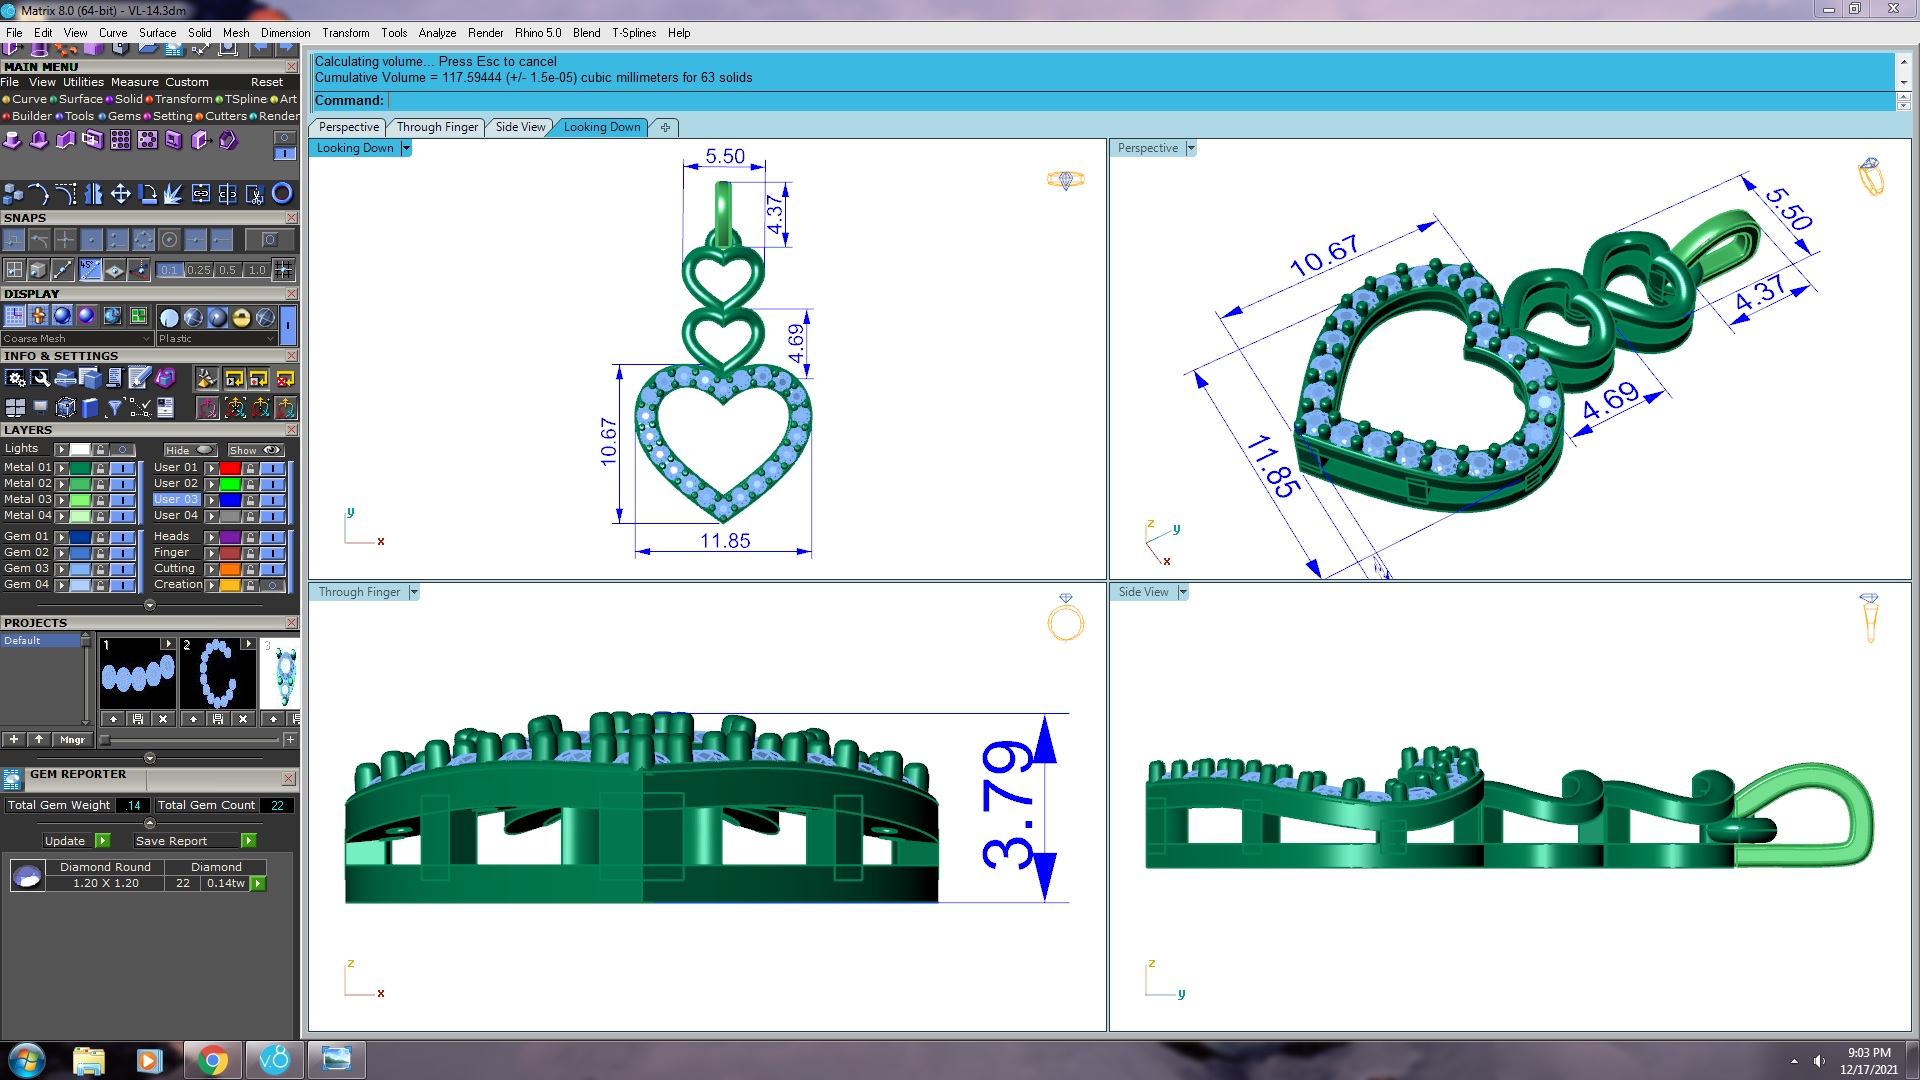 Matrix 8.0 (64-bit) - VL-14.3dm
File Edit View Curve Surface Solid Mesh Dimension Transform Tools Analyze Render Rhino 5.0 Blend T-Splines Help
MAIN MENU
File View Utilities Measure Custom Reset
Curve Surface Solid Transform TSpline Art
Builder Tools Gems Setting Cutters Render
SNAPS
45°
0.1 0.25 0.5 1.0
DISPLAY
Coarse Mesh Plastic
INFO & SETTINGS
LAYERS
Lights Hide Show
Metal 01 User 01
Metal 02 User 02
Metal 03 User 03
Metal 04 User 04
Gem 01 Heads
Gem 02 Finger
Gem 03 Cutting
Gem 04 Creation
PROJECTS
Default
1 2 3
Mngr
GEM REPORTER
Total Gem Weight .14 Total Gem Count 22
Update Save Report
Diamond Round Diamond
1.20 X 1.20 22 0.14tw
Calculating volume... Press Esc to cancel
Cumulative Volume = 117.59444 (+/- 1.5e-05) cubic millimeters for 63 solids
Command:
Perspective Through Finger Side View Looking Down
Looking Down
5.50
4.37
4.69
10.67
11.85
y
x
Perspective
5.50
10.67
4.37
4.69
11.85
z
y
x
Through Finger
3.79
z
x
Side View
z
y
v8
9:03 PM
12/17/2021